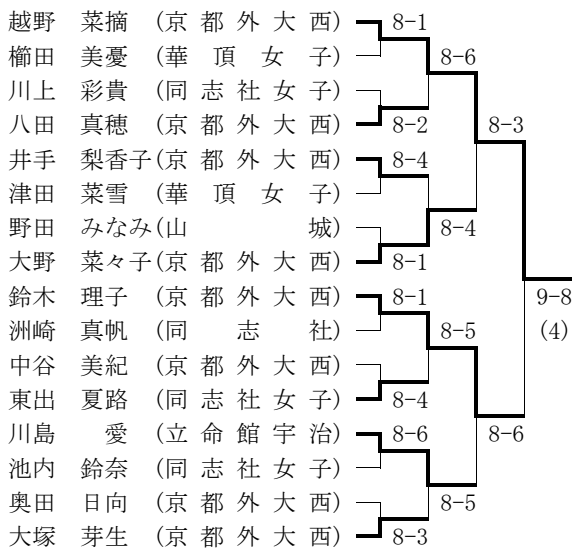 越野 菜摘 (京都外大西) 8-1
櫛田 美憂 (華頂女子) 8-6
川上 彩貴 (同志社女子)
八田 真穂 (京都外大西) 8-2 8-3
井手 梨香子(京都外大西) 8-4
津田 菜雪 (華頂女子)
野田 みなみ(山城) 8-4
大野 菜々子(京都外大西) 8-1
鈴木 理子 (京都外大西) 8-1 9-8
洲崎 真帆 (同志社) 8-5 (4)
中谷 美紀 (京都外大西)
東出 夏路 (同志社女子) 8-4
川島 愛 (立命館宇治) 8-6 8-6
池内 鈴奈 (同志社女子)
奥田 日向 (京都外大西) 8-5
大塚 芽生 (京都外大西) 8-3